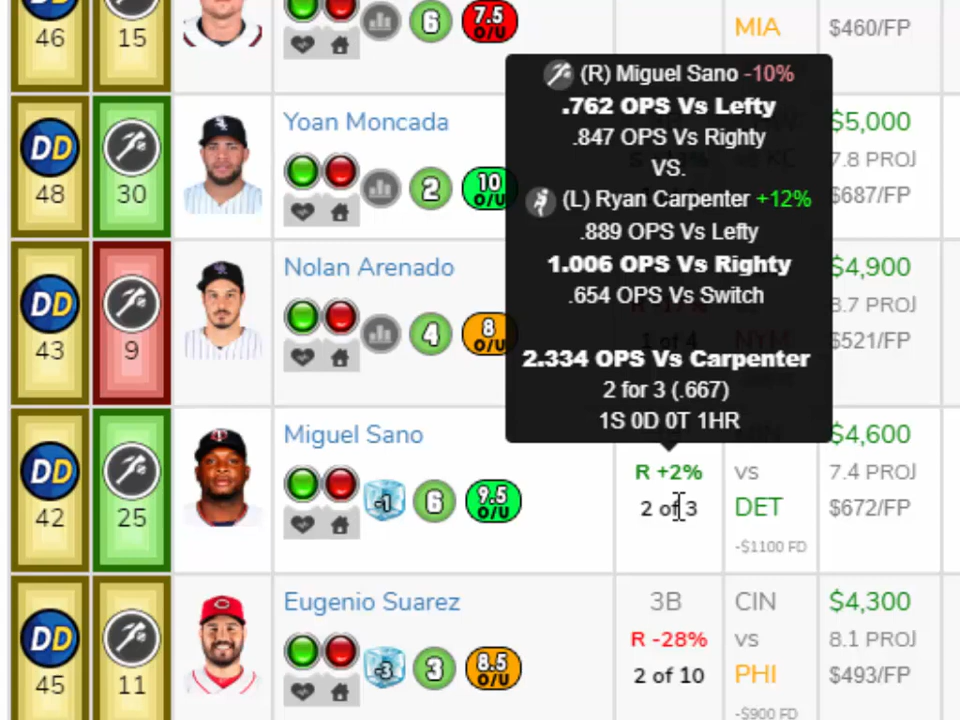 46
15
6
7.5
O/U
MIA
$460/FP
DD
48
30
Yoan Moncada
2
10
O/U
$5,000
7.8 PROJ
$687/FP
(R) Miguel Sano -10%
.762 OPS Vs Lefty
.847 OPS Vs Righty
VS.
(L) Ryan Carpenter +12%
.889 OPS Vs Lefty
1.006 OPS Vs Righty
.654 OPS Vs Switch
2.334 OPS Vs Carpenter
2 for 3 (.667)
1S 0D 0T 1HR
DD
43
9
Nolan Arenado
4
8
O/U
$4,900
8.7 PROJ
$521/FP
DD
42
25
Miguel Sano
-1
6
9.5
O/U
R +2%
2 of 3
vs
DET
-$1100 FD
$4,600
7.4 PROJ
$672/FP
DD
45
11
Eugenio Suarez
-3
3
8.5
O/U
3B
R -28%
2 of 10
CIN
vs
PHI
-$900 FD
$4,300
8.1 PROJ
$493/FP